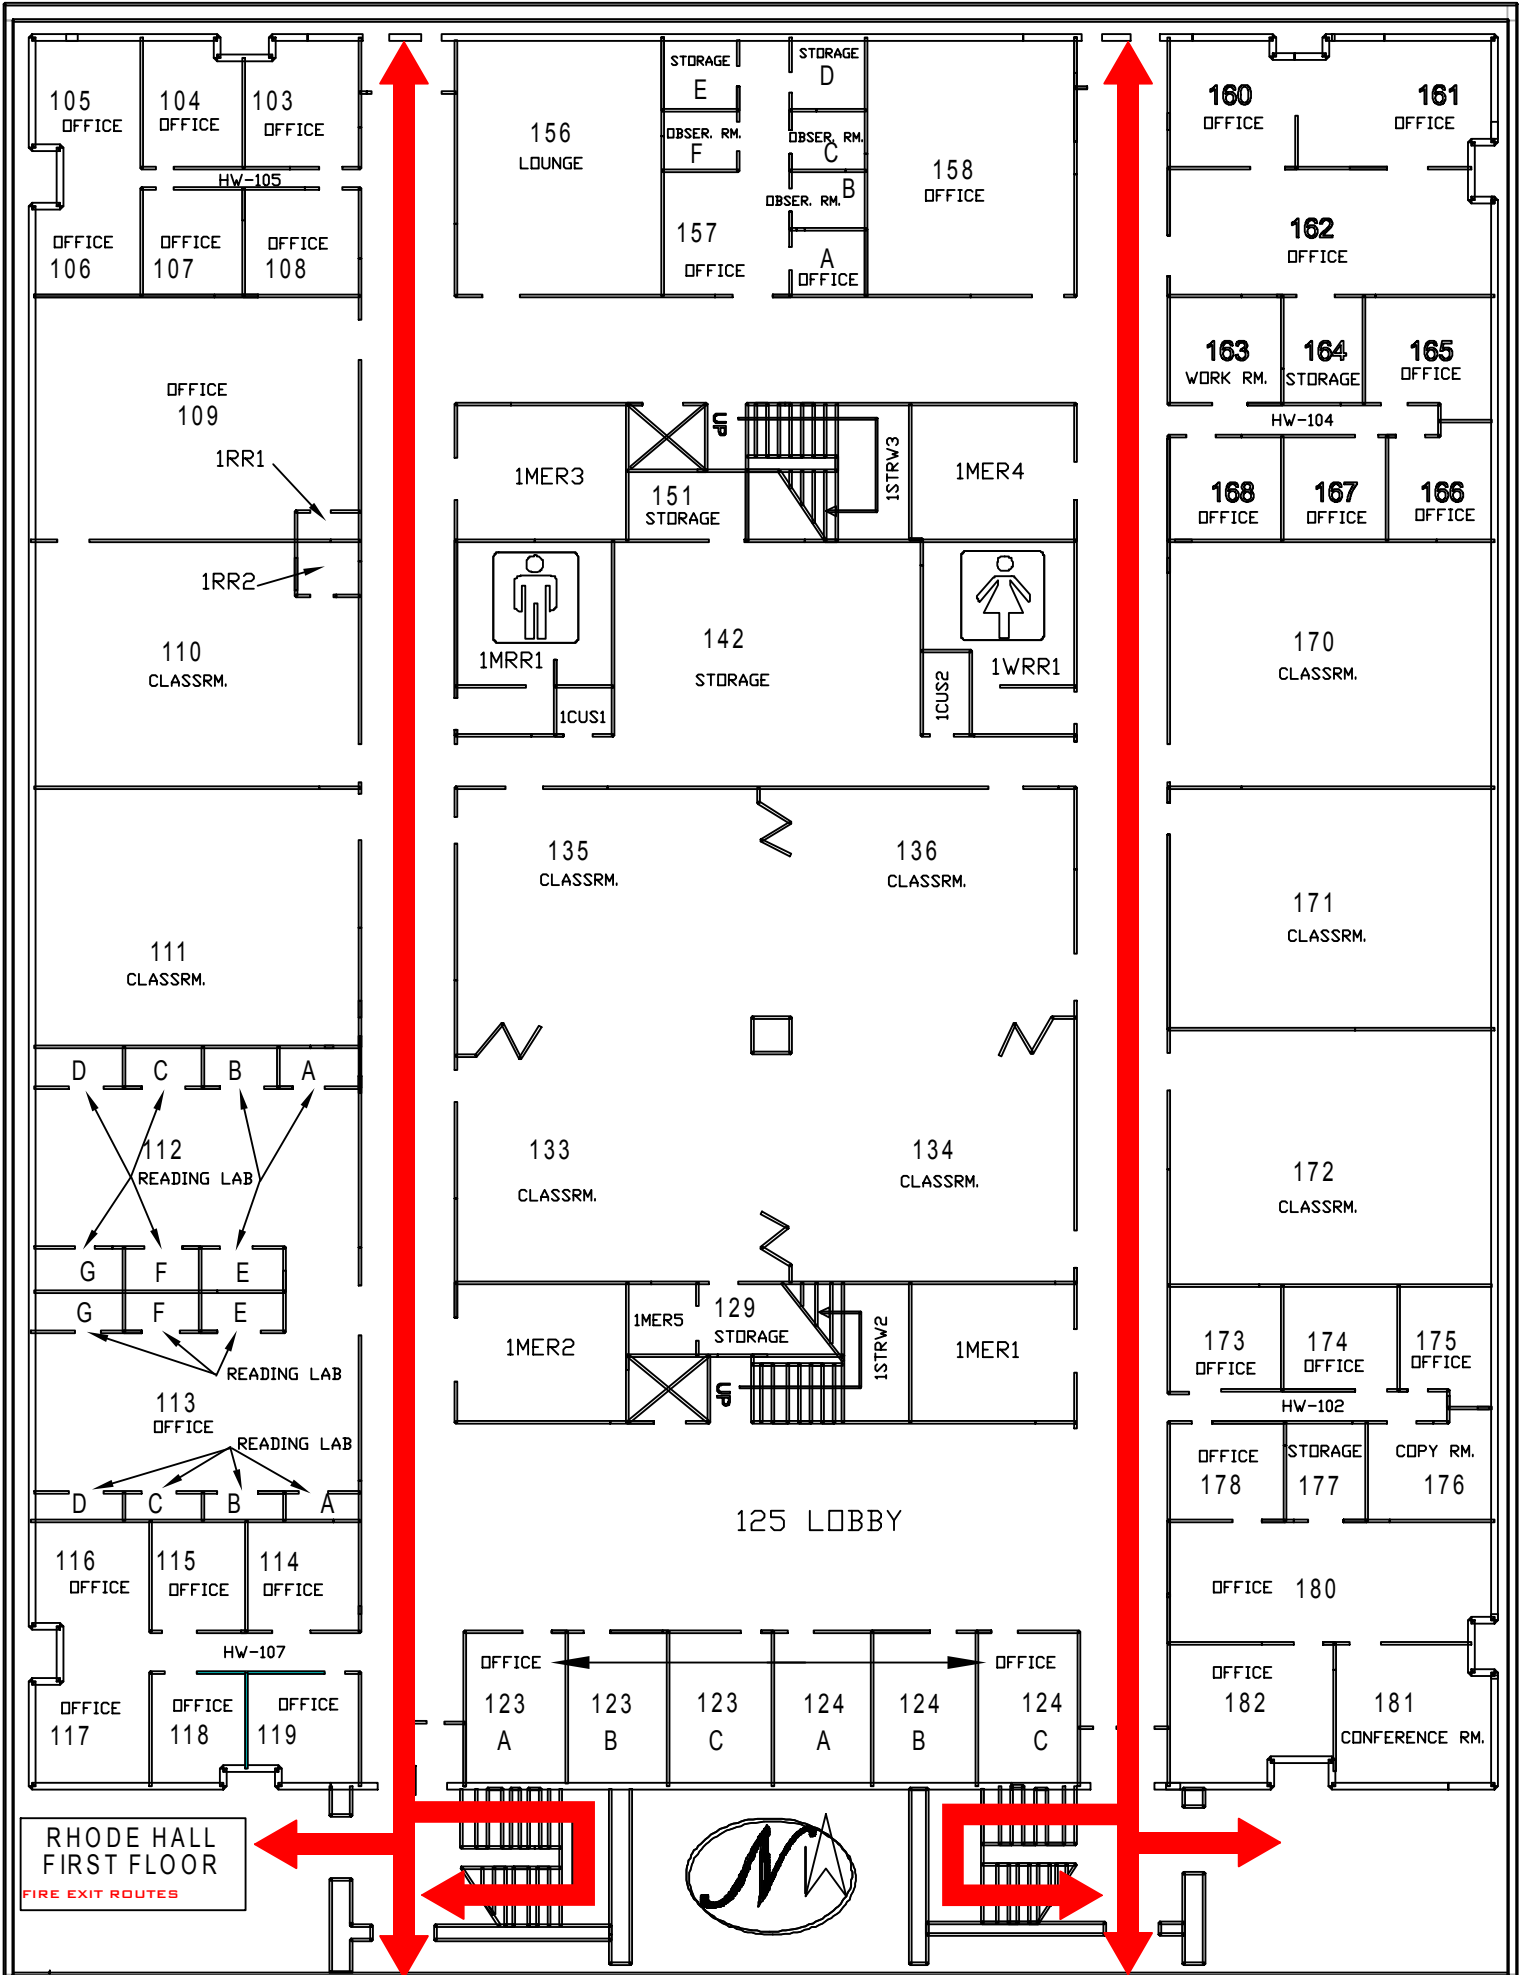 105
OFFICE
104
OFFICE
103
OFFICE
HW-105
OFFICE
106
OFFICE
107
OFFICE
108
156
LOUNGE
STORAGE
E
STORAGE
D
OBSER. RM.
F
OBSER. RM.
C
OBSER. RM.
B
157
OFFICE
A
OFFICE
158
OFFICE
160
OFFICE
161
OFFICE
162
OFFICE
163
WORK RM.
164
STORAGE
165
OFFICE
HW-104
168
OFFICE
167
OFFICE
166
OFFICE
OFFICE
109
1RR1
1RR2
110
CLASSRM.
1MER3
UP
151
STORAGE
1STRW3
1MER4
1MRR1
1CUS1
142
STORAGE
1CUS2
1WRR1
170
CLASSRM.
111
CLASSRM.
135
CLASSRM.
136
CLASSRM.
171
CLASSRM.
D
C
B
A
112
READING LAB
G
F
E
G
F
E
READING LAB
113
OFFICE
READING LAB
D
C
B
A
133
CLASSRM.
134
CLASSRM.
172
CLASSRM.
1MER2
1MER5
129
STORAGE
UP
1STRW2
1MER1
173
OFFICE
174
OFFICE
175
OFFICE
HW-102
OFFICE
178
STORAGE
177
COPY RM.
176
125 LOBBY
OFFICE 180
116
OFFICE
115
OFFICE
114
OFFICE
HW-107
OFFICE
117
OFFICE
118
OFFICE
119
OFFICE
OFFICE
123
A
123
B
123
C
124
A
124
B
124
C
OFFICE
182
181
CONFERENCE RM.
RHODE HALL
FIRST FLOOR
FIRE EXIT ROUTES
N